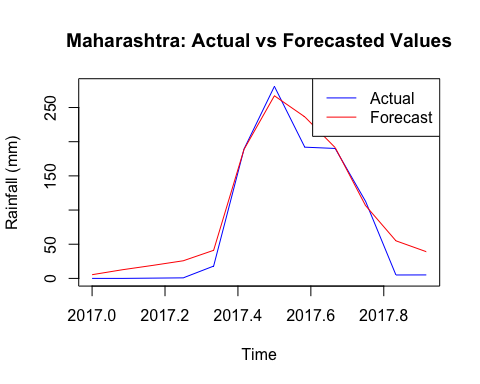 Maharashtra: Actual vs Forecasted Values
Actual
Forecast
Rainfall (mm)
250
150
50
0
2017.0 2017.2 2017.4 2017.6 2017.8
Time